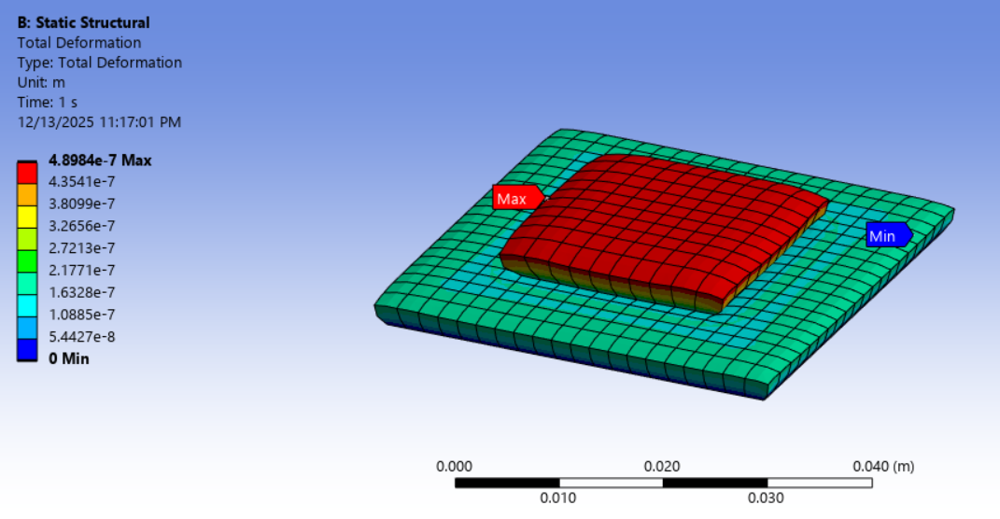 B: Static Structural
Total Deformation
Type: Total Deformation
Unit: m
Time: 1 s
12/13/2025 11:17:01 PM
4.8984e-7 Max
4.3541e-7
3.8099e-7
3.2656e-7
2.7213e-7
2.1771e-7
1.6328e-7
1.0885e-7
5.4427e-8
0 Min
Max
Min
0.000 0.020 0.040 (m)
0.010 0.030